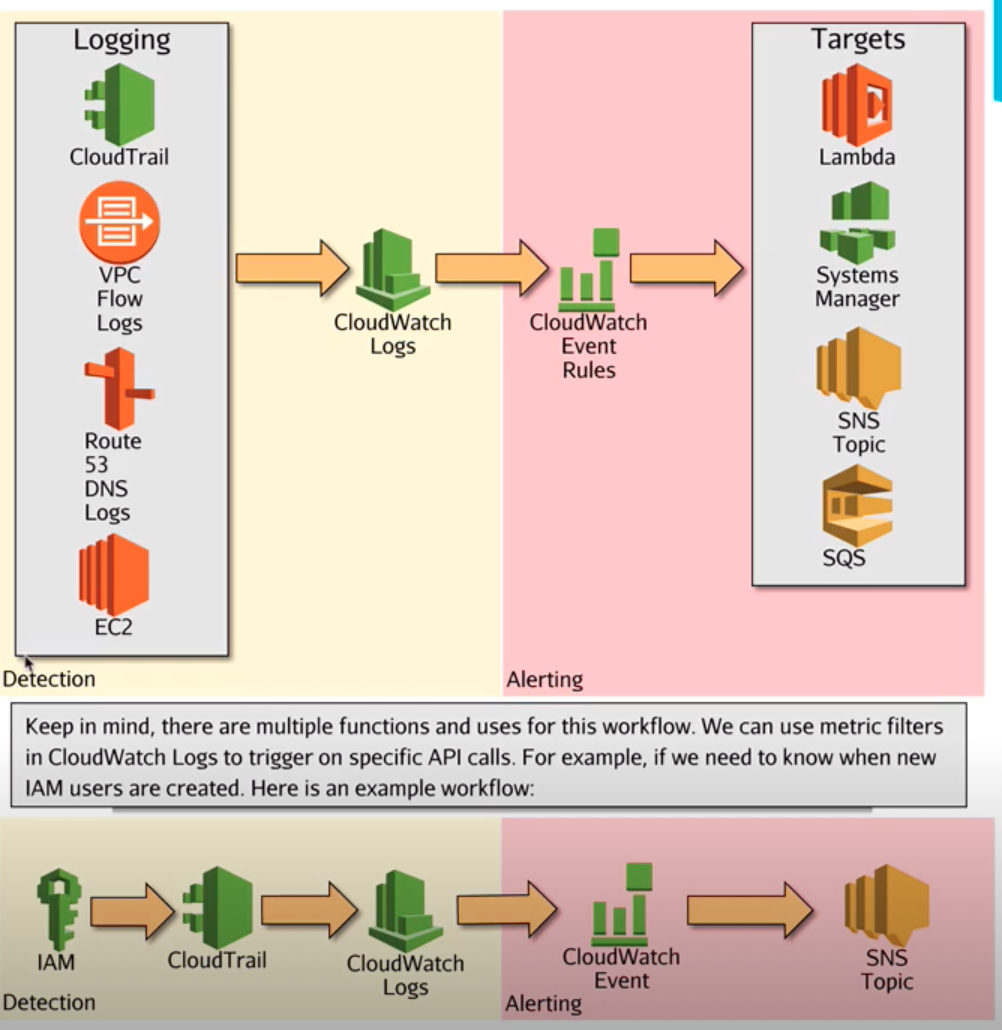 Logging
CloudTrail
VPC
Flow
Logs
Route
53
DNS
Logs
EC2
Detection
CloudWatch
Logs
CloudWatch
Event
Rules
Alerting
Targets
Lambda
Systems
Manager
SNS
Topic
SQS
Keep in mind, there are multiple functions and uses for this workflow. We can use metric filters
in CloudWatch Logs to trigger on specific API calls. For example, if we need to know when new
IAM users are created. Here is an example workflow:
IAM
CloudTrail
CloudWatch
Logs
Detection
CloudWatch
Event
Alerting
SNS
Topic